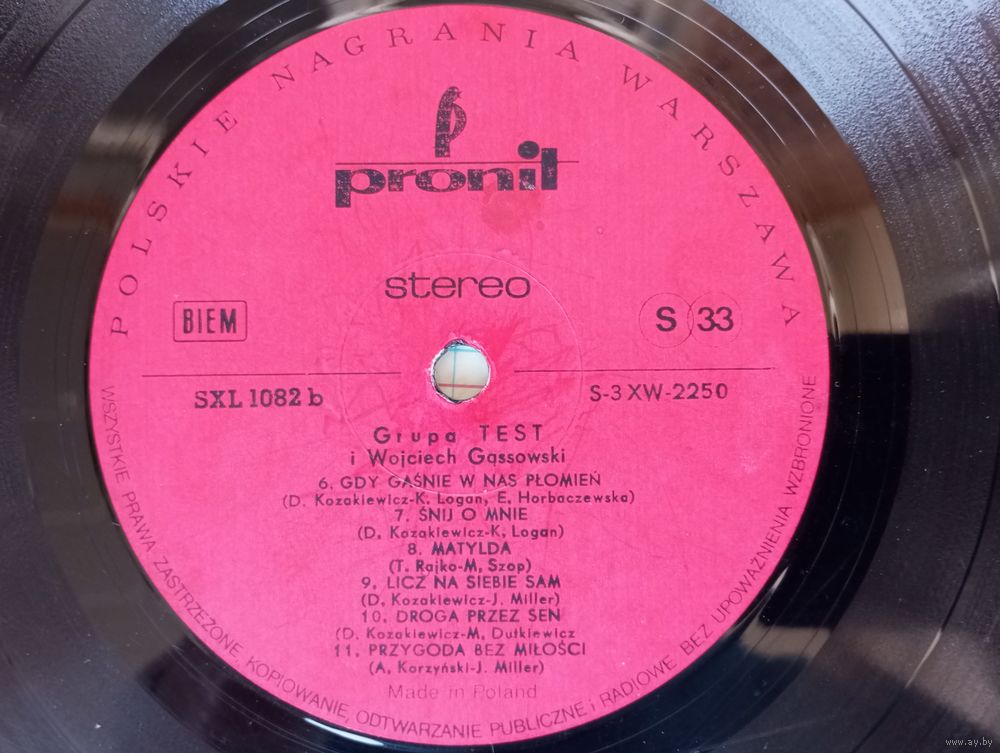 POLSKIE NAGRANIA WARSZAWA
pronit
stereo
BIEM
S 33
SXL 1082 b
S-3 XW-2250
Grupa TEST
i Wojciech Gąssowski
6. GDY GAŚNIE W NAS PŁOMIEŃ
(D. Kozakiewicz-K. Logan, E. Horbaczewska)
7. ŚNIJ O MNIE
(D. Kozakiewicz-K, Logan)
8. MATYLDA
(T. Rajko-M, Szop)
9. LICZ NA SIEBIE SAM
(D, Kozakiewicz-J. Miller)
10. DROGA PRZEZ SEN
(D. Kozakiewicz-M, Dutkiewicz
11. PRZYGODA BEZ MIŁOŚCI
(A, Korzyński-J. Miller)
Made in Poland
WSZYSTKIE PRAWA ZASTRZEŻONE. KOPIOWANIE, ODTWARZANIE PUBLICZNE i RADIOWE BEZ UPOWAŻNIENIA WZBRONIONE
www.ay.by